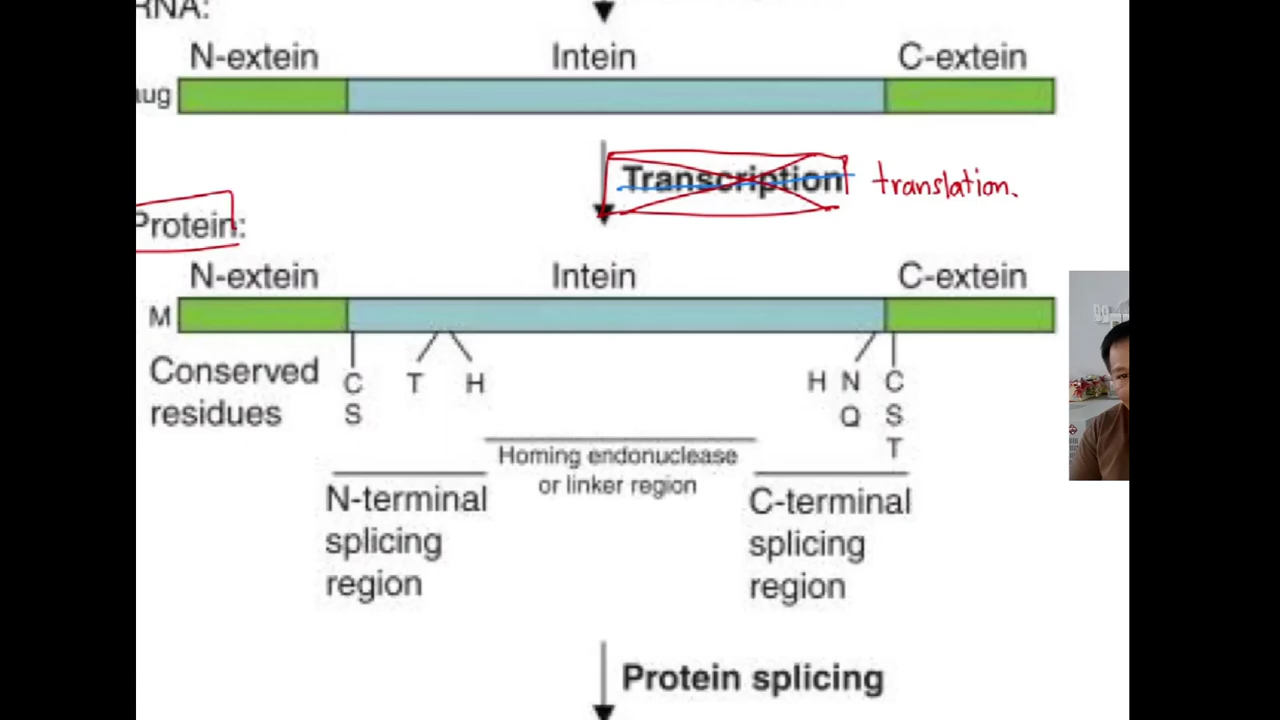 RNA:
N-extein Intein C-extein
aug
Transcription translation.
Protein:
N-extein Intein C-extein
M
Conserved residues
C T H H N C
S Q S
T
Homing endonuclease
or linker region
N-terminal
splicing
region
C-terminal
splicing
region
Protein splicing